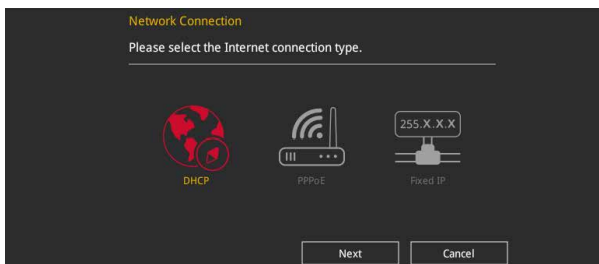 Network Connection
Please select the Internet connection type.
255.X.X.X
DHCP PPPoE Fixed IP
Next Cancel